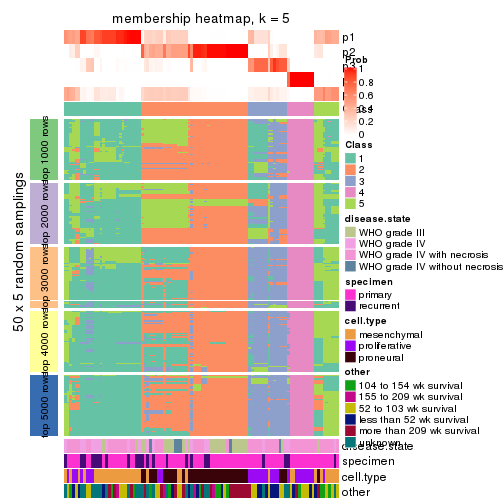 membership heatmap, k = 5
p1
p2
p3
Prob
1
0.8
0.6
0.4
0.2
0
Class
1
2
3
4
5
disease.state
WHO grade III
WHO grade IV
WHO grade IV with necrosis
WHO grade IV without necrosis
specimen
primary
recurrent
cell.type
mesenchymal
proliferative
proneural
other
104 to 154 wk survival
155 to 209 wk survival
52 to 103 wk survival
less than 52 wk survival
more than 209 wk survival
unknown
disease.state
specimen
cell.type
other
50 x 5 random samplings
top 1000 rows
top 2000 rows
top 3000 rows
top 4000 rows
top 5000 rows